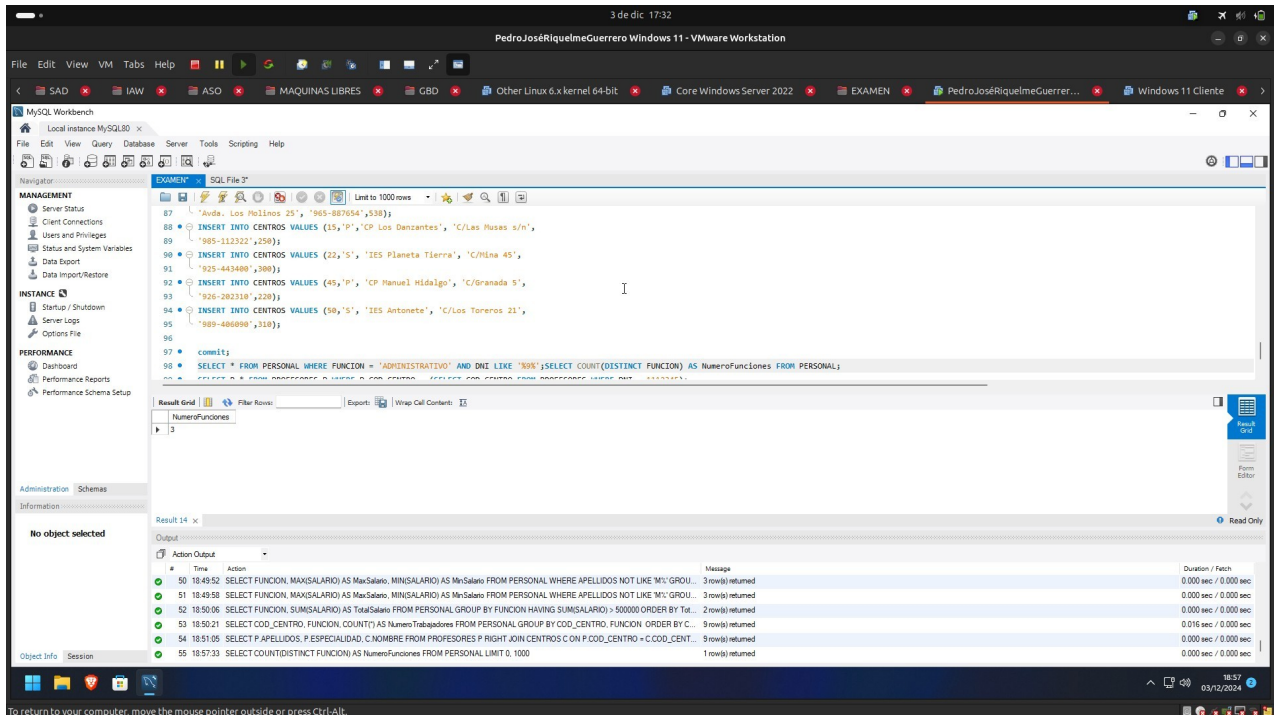 3 de dic 17:32
PedroJoséRiquelmeGuerrero Windows 11 - VMware Workstation
File Edit View VM Tabs Help
SAD IAW ASO MAQUINAS LIBRES GBD Other Linux 6.x kernel 64-bit Core Windows Server 2022 EXAMEN PedroJoséRiquelmeGuerrer... Windows 11 Cliente
MySQL Workbench
Local instance MySQL80
File Edit View Query Database Server Tools Scripting Help
Navigator
MANAGEMENT
Server Status
Client Connections
Users and Privileges
Status and System Variables
Data Export
Data Import/Restore
INSTANCE
Startup / Shutdown
Server Logs
Options File
PERFORMANCE
Dashboard
Performance Reports
Performance Schema Setup
Administration Schemas
Information
No object selected
Object Info Session
EXAMEN* SQL File 3*
Limit to 1000 rows
87 'Avda. Los Molinos 25', '965-887654',538);
88 INSERT INTO CENTROS VALUES (15,'P','CP Los Danzantes', 'C/Las Musas s/n',
89 '985-112322',250);
90 INSERT INTO CENTROS VALUES (22,'S', 'IES Planeta Tierra', 'C/Mina 45',
91 '925-443400',300);
92 INSERT INTO CENTROS VALUES (45,'P', 'CP Manuel Hidalgo', 'C/Granada 5',
93 '926-202310',220);
94 INSERT INTO CENTROS VALUES (50,'S', 'IES Antonete', 'C/Los Toreros 21',
95 '989-406090',310);
96
97 commit;
98 SELECT * FROM PERSONAL WHERE FUNCION = 'ADMINISTRATIVO' AND DNI LIKE '%9%';SELECT COUNT(DISTINCT FUNCION) AS NumeroFunciones FROM PERSONAL;
Result Grid Filter Rows: Export: Wrap Cell Content:
NumeroFunciones
3
Result Grid
Form Editor
Result 14
Read Only
Output
Action Output
# Time Action Message Duration / Fetch
50 18:49:52 SELECT FUNCION, MAX(SALARIO) AS MaxSalario, MIN(SALARIO) AS MinSalario FROM PERSONAL WHERE APELLIDOS NOT LIKE 'M%' GROU... 3 row(s) returned 0.000 sec / 0.000 sec
51 18:49:58 SELECT FUNCION, MAX(SALARIO) AS MaxSalario, MIN(SALARIO) AS MinSalario FROM PERSONAL WHERE APELLIDOS NOT LIKE 'M%' GROU... 3 row(s) returned 0.000 sec / 0.000 sec
52 18:50:06 SELECT FUNCION, SUM(SALARIO) AS TotalSalario FROM PERSONAL GROUP BY FUNCION HAVING SUM(SALARIO) > 500000 ORDER BY Tot... 2 row(s) returned 0.000 sec / 0.000 sec
53 18:50:21 SELECT COD_CENTRO, FUNCION, COUNT(*) AS NumeroTrabajadores FROM PERSONAL GROUP BY COD_CENTRO, FUNCION ORDER BY C... 9 row(s) returned 0.016 sec / 0.000 sec
54 18:51:05 SELECT P.APELLIDOS, P.ESPECIALIDAD, C.NOMBRE FROM PROFESORES P RIGHT JOIN CENTROS C ON P.COD_CENTRO = C.COD_CENT... 9 row(s) returned 0.000 sec / 0.000 sec
55 18:57:33 SELECT COUNT(DISTINCT FUNCION) AS NumeroFunciones FROM PERSONAL LIMIT 0, 1000 1 row(s) returned 0.000 sec / 0.000 sec
18:57
03/12/2024
To return to your computer, move the mouse pointer outside or press Ctrl-Alt.